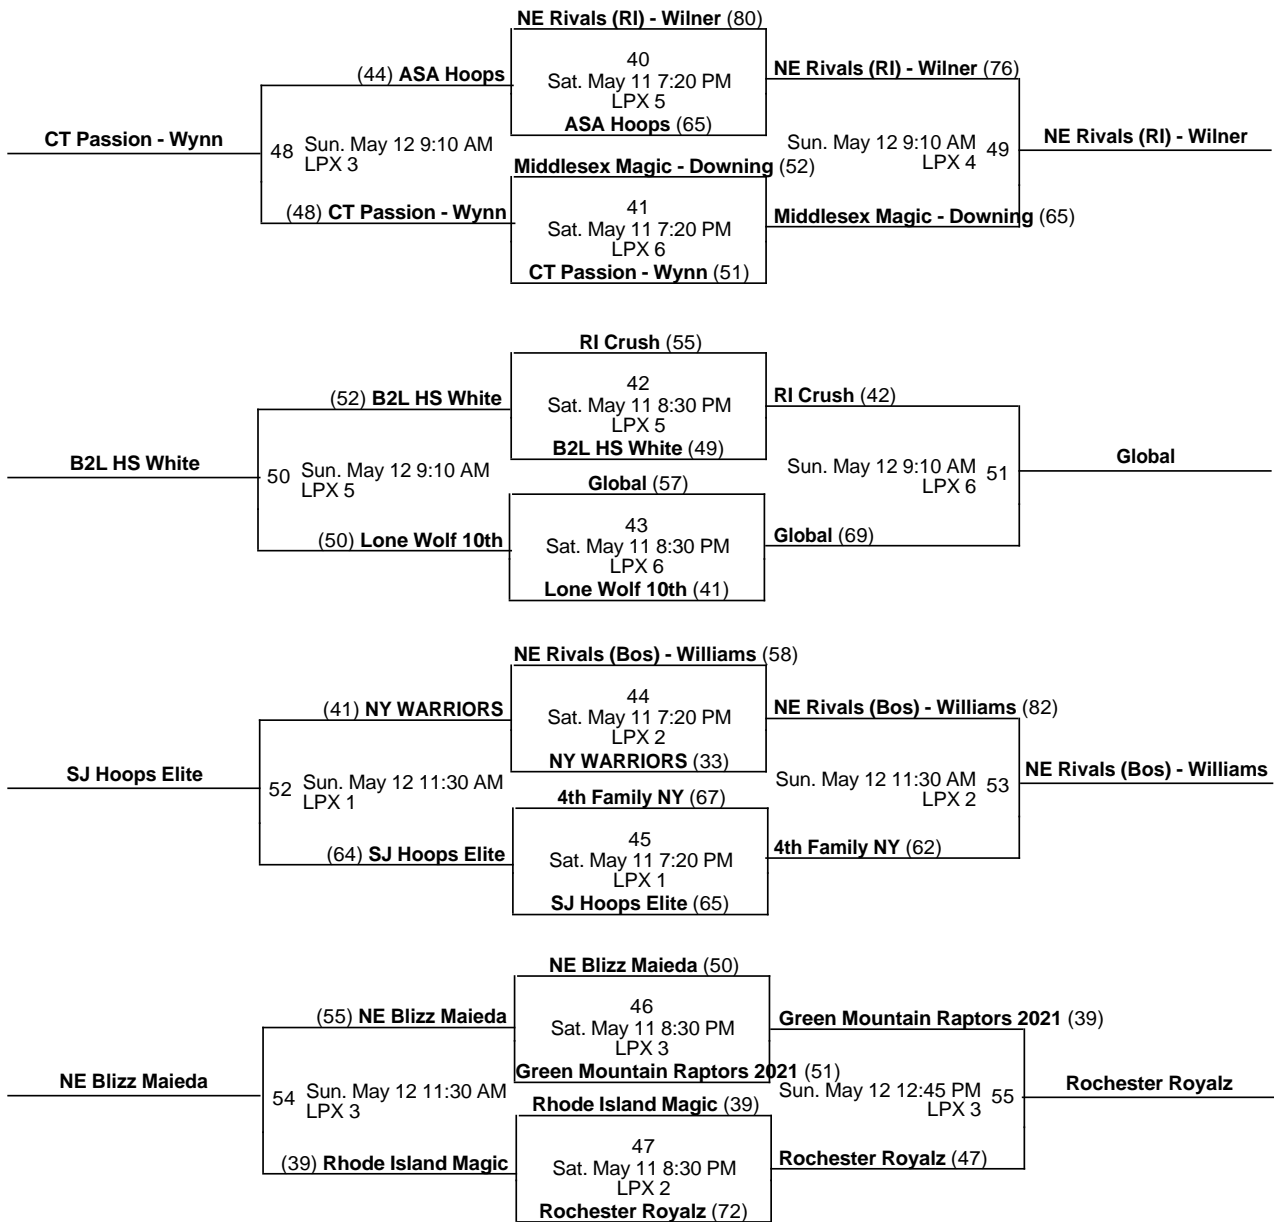 NE Rivals (RI) - Wilner (80)
40
Sat. May 11 7:20 PM
LPX 5
ASA Hoops (65)
(44) ASA Hoops
NE Rivals (RI) - Wilner (76)
CT Passion - Wynn
48 Sun. May 12 9:10 AM
LPX 3
Sun. May 12 9:10 AM 49
LPX 4
NE Rivals (RI) - Wilner
Middlesex Magic - Downing (52)
41
Sat. May 11 7:20 PM
LPX 6
CT Passion - Wynn (51)
(48) CT Passion - Wynn
Middlesex Magic - Downing (65)
RI Crush (55)
42
Sat. May 11 8:30 PM
LPX 5
B2L HS White (49)
(52) B2L HS White
RI Crush (42)
B2L HS White
50 Sun. May 12 9:10 AM
LPX 5
Sun. May 12 9:10 AM 51
LPX 6
Global
Global (57)
43
Sat. May 11 8:30 PM
LPX 6
Lone Wolf 10th (41)
(50) Lone Wolf 10th
Global (69)
NE Rivals (Bos) - Williams (58)
44
Sat. May 11 7:20 PM
LPX 2
NY WARRIORS (33)
(41) NY WARRIORS
NE Rivals (Bos) - Williams (82)
SJ Hoops Elite
52 Sun. May 12 11:30 AM
LPX 1
Sun. May 12 11:30 AM 53
LPX 2
NE Rivals (Bos) - Williams
4th Family NY (67)
45
Sat. May 11 7:20 PM
LPX 1
SJ Hoops Elite (65)
(64) SJ Hoops Elite
4th Family NY (62)
NE Blizz Maieda (50)
46
Sat. May 11 8:30 PM
LPX 3
Green Mountain Raptors 2021 (51)
(55) NE Blizz Maieda
Green Mountain Raptors 2021 (39)
NE Blizz Maieda
54 Sun. May 12 11:30 AM
LPX 3
Sun. May 12 12:45 PM 55
LPX 3
Rochester Royalz
Rhode Island Magic (39)
47
Sat. May 11 8:30 PM
LPX 2
Rochester Royalz (72)
(39) Rhode Island Magic
Rochester Royalz (47)